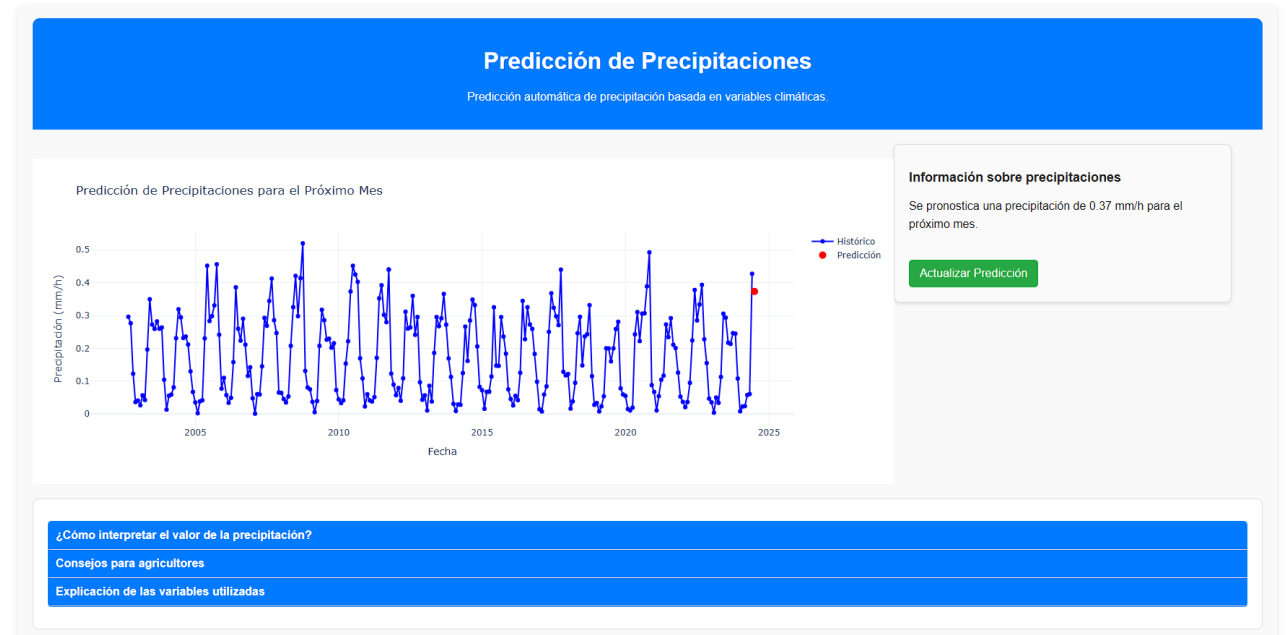 Predicción de Precipitaciones
Predicción automática de precipitación basada en variables climáticas.
Predicción de Precipitaciones para el Próximo Mes
Precipitación (mm/h)
0.5
0.4
0.3
0.2
0.1
0
2005
2010
2015
2020
2025
Fecha
Histórico
Predicción
Información sobre precipitaciones
Se pronostica una precipitación de 0.37 mm/h para el
próximo mes.
Actualizar Predicción
¿Cómo interpretar el valor de la precipitación?
Consejos para agricultores
Explicación de las variables utilizadas